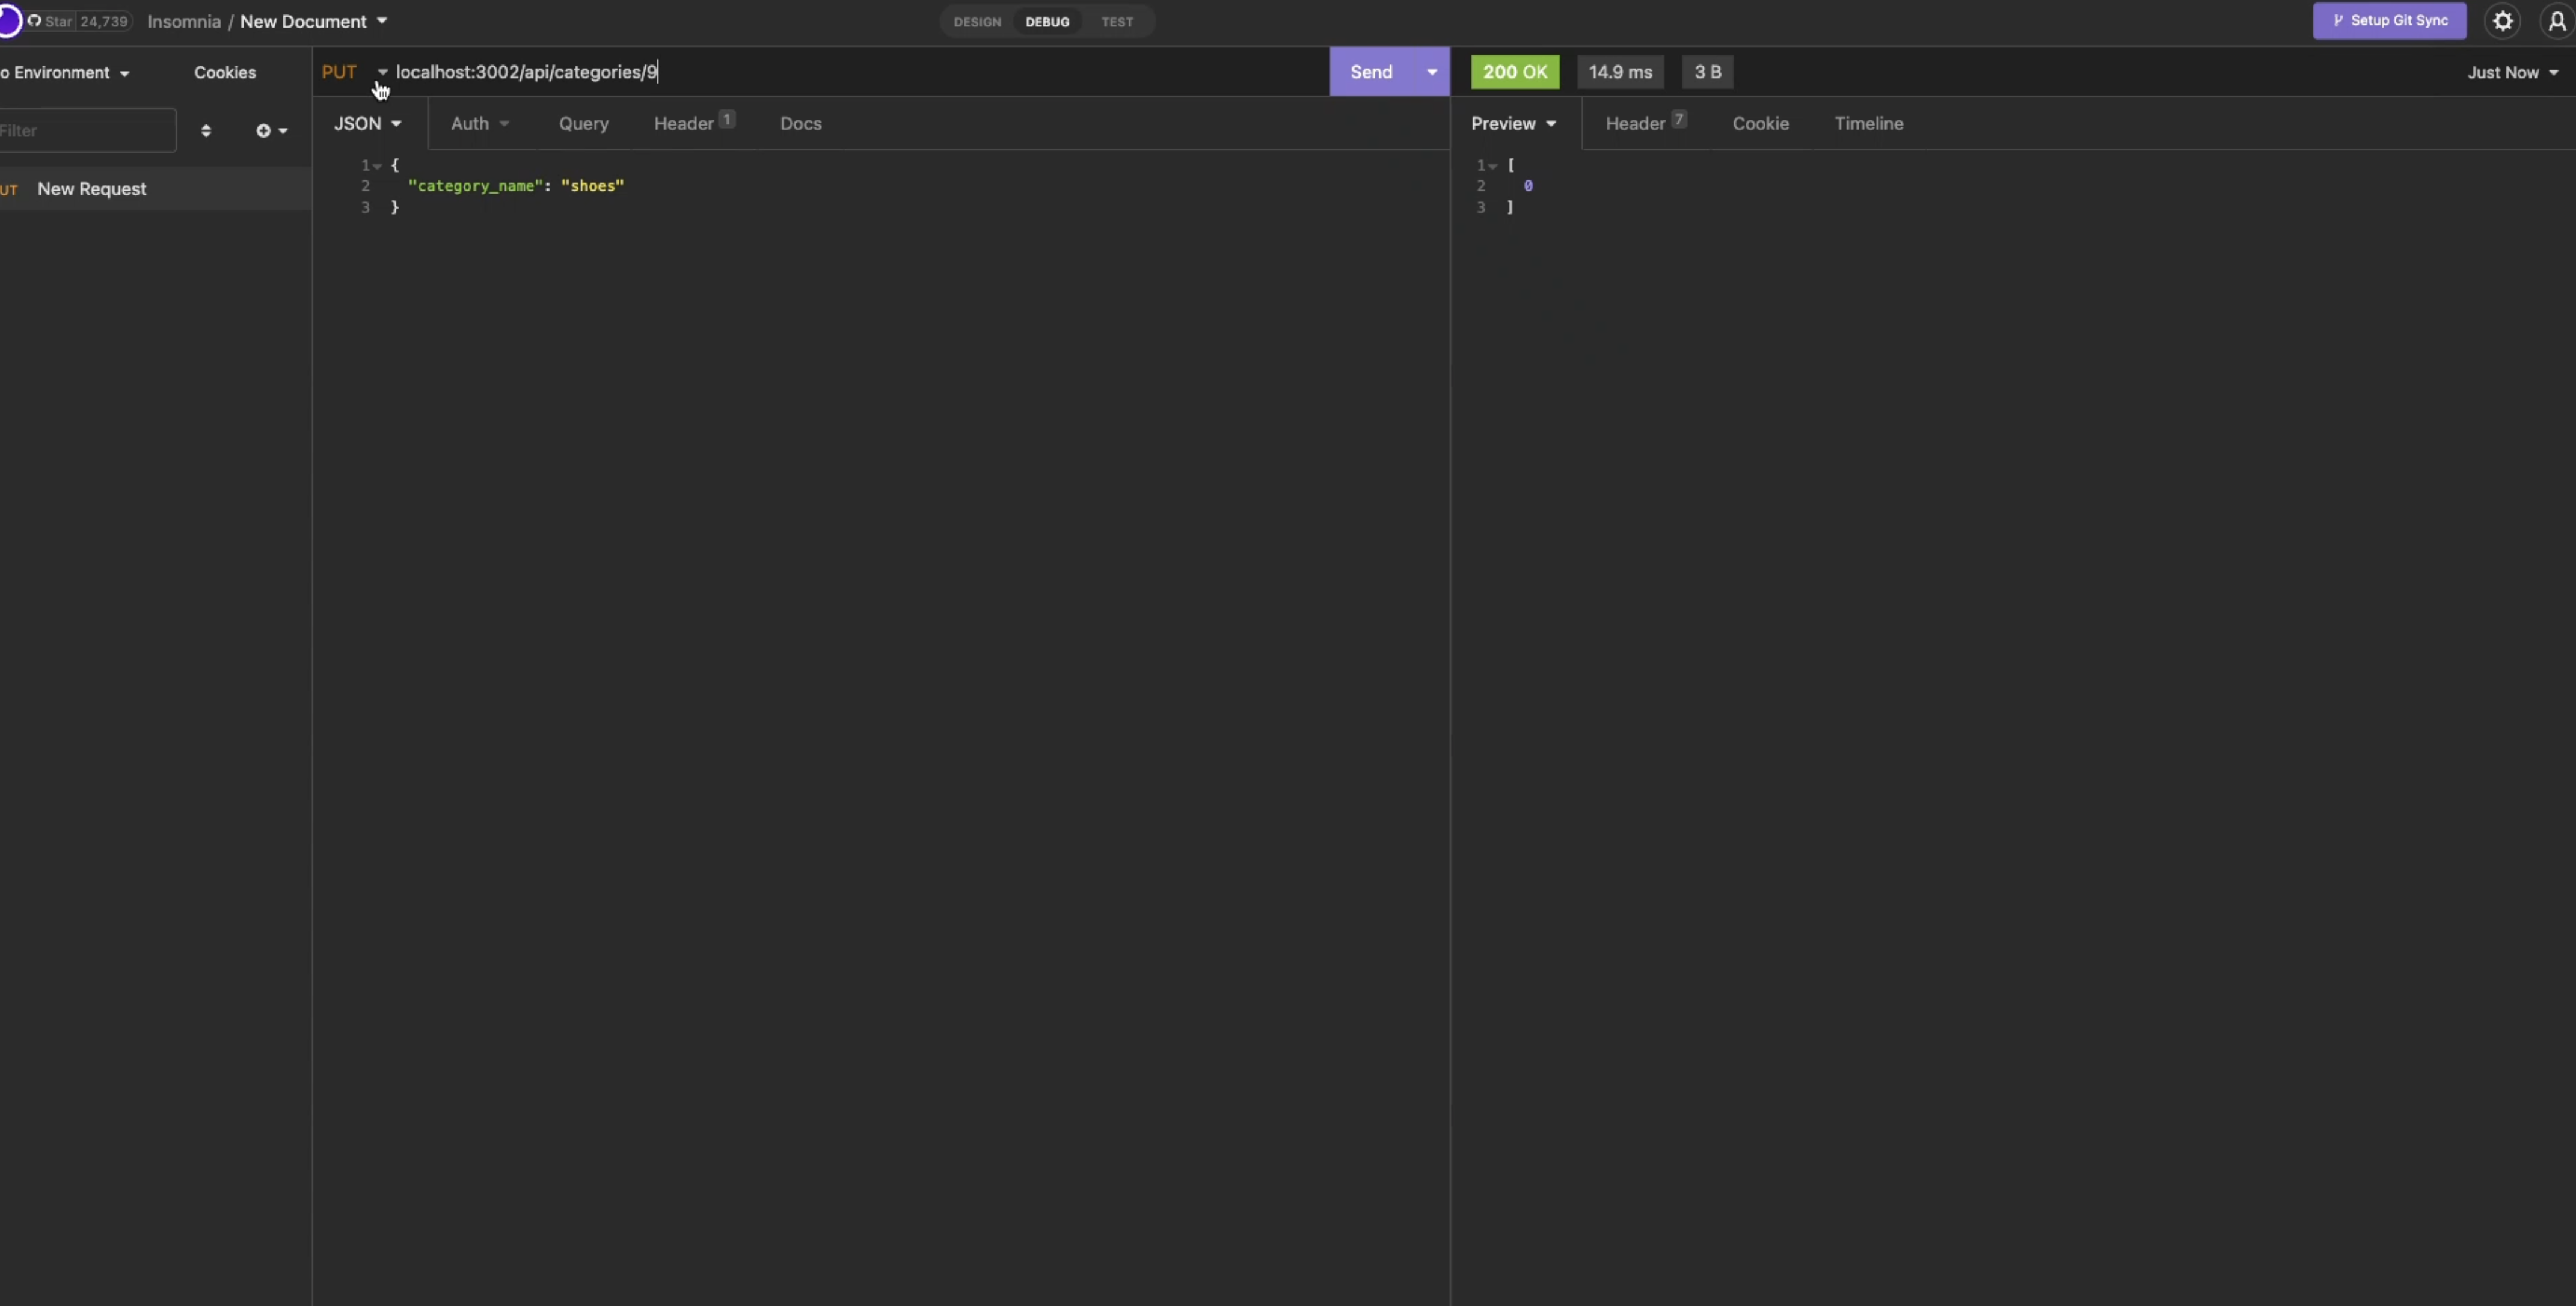 Star 24,739 Insomnia / New Document DESIGN DEBUG TEST Setup Git Sync
o Environment Cookies PUT localhost:3002/api/categories/9 Send 200 OK 14.9 ms 3 B Just Now
Filter JSON Auth Query Header 1 Docs Preview Header 7 Cookie Timeline
1 { 1 [
UT New Request 2 "category_name": "shoes" 2 0
3 } 3 ]